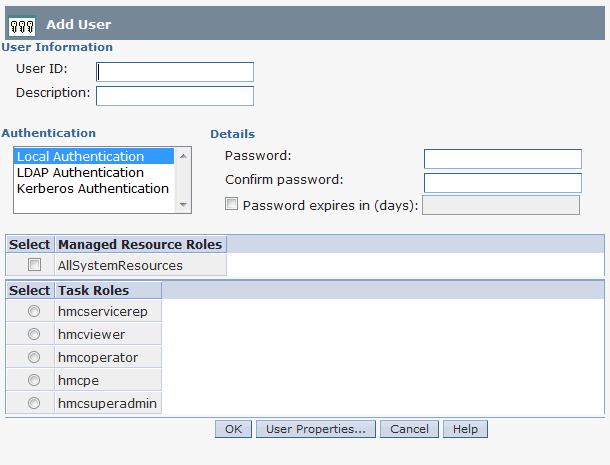 Add User
User Information
User ID:
Description:
Authentication
Details
Local Authentication
LDAP Authentication
Kerberos Authentication
Password:
Confirm password:
Password expires in (days):
Select Managed Resource Roles
AllSystemResources
Select Task Roles
hmcservicerep
hmcviewer
hmcoperator
hmcpe
hmcsuperadmin
OK User Properties... Cancel Help